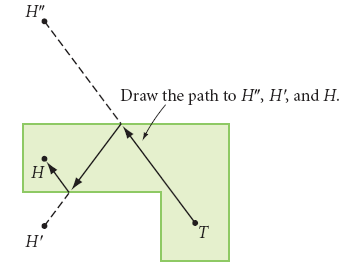 H″
Draw the path to H″, H′, and H.
H
T
H′